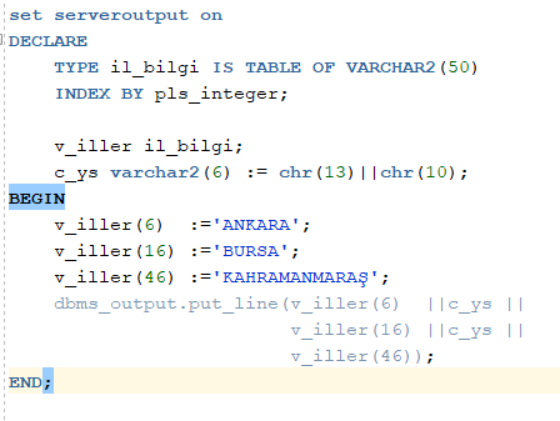 set serveroutput on
DECLARE
    TYPE il_bilgi IS TABLE OF VARCHAR2(50)
    INDEX BY pls_integer;

    v_iller il_bilgi;
    c_ys varchar2(6) := chr(13)||chr(10);
BEGIN
    v_iller(6)  :='ANKARA';
    v_iller(16) :='BURSA';
    v_iller(46) :='KAHRAMANMARAŞ';
    dbms_output.put_line(v_iller(6)  ||c_ys ||
                         v_iller(16) ||c_ys ||
                         v_iller(46));
END;